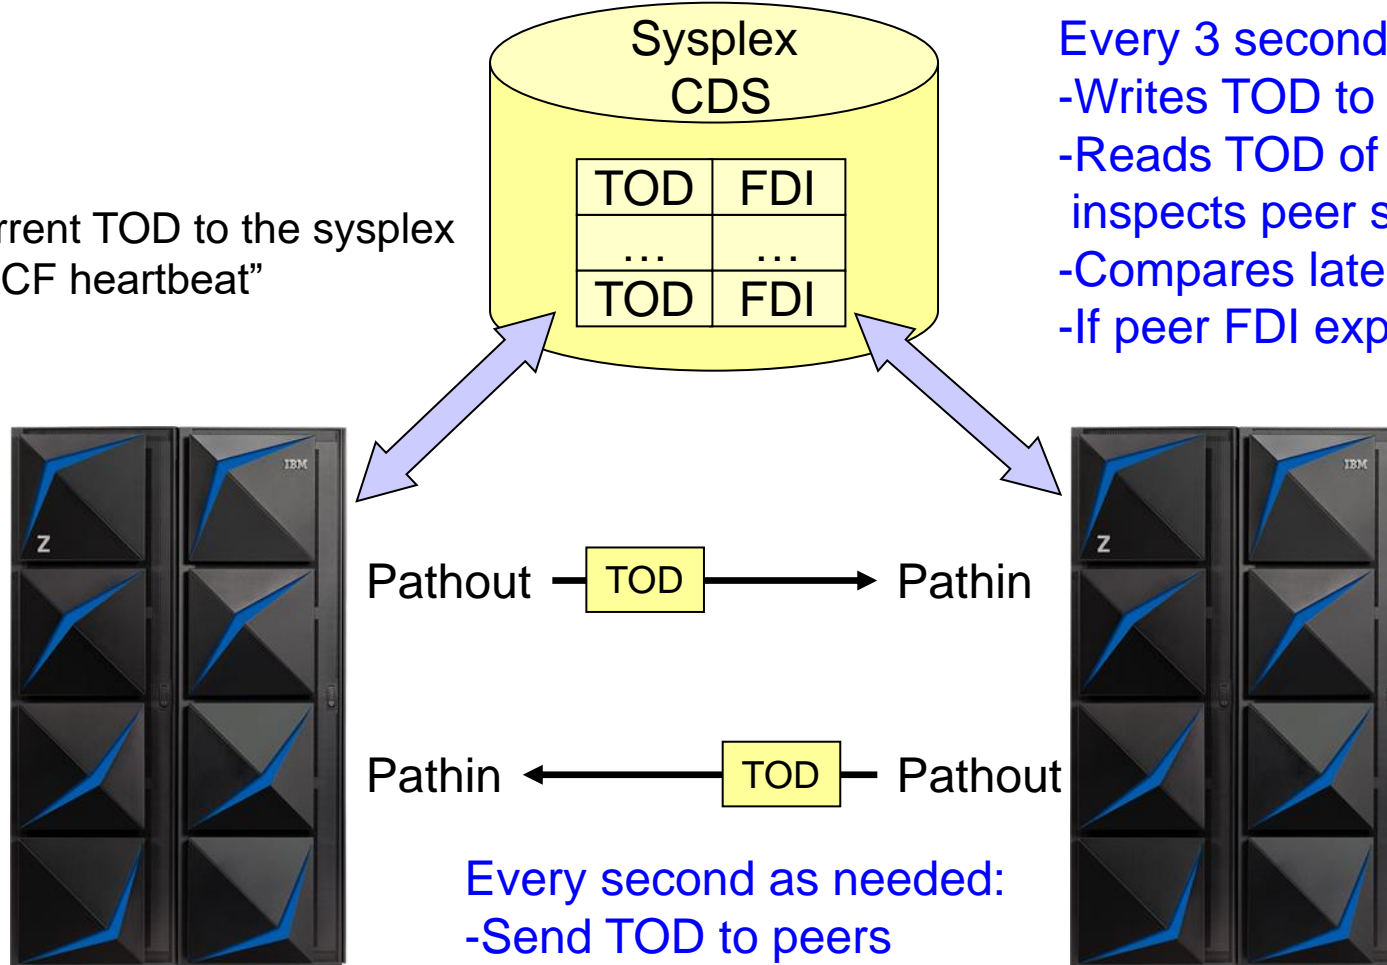 Sysplex
CDS
TOD FDI
... ...
TOD FDI
rrent TOD to the sysplex
CF heartbeat”
Every 3 second
-Writes TOD to
-Reads TOD of
inspects peer s
-Compares late
-If peer FDI exp
IBM
Z
IBM
Z
Pathout TOD Pathin
Pathin TOD Pathout
Every second as needed:
-Send TOD to peers